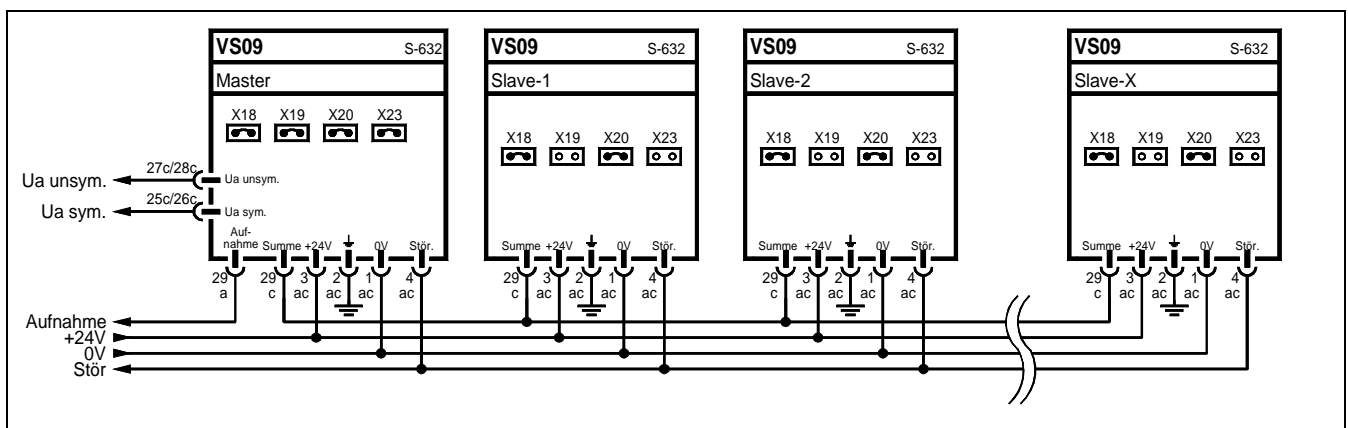 VS09 S-632 VS09 S-632 VS09 S-632 VS09 S-632
Master Slave-1 Slave-2 Slave-X
X18 X19 X20 X23
X18 X19 X20 X23 X18 X19 X20 X23 X18 X19 X20 X23
27c/28c
Ua unsym. Ua unsym.
25c/26c
Ua sym. Ua sym.
Auf-
nahme Summe +24V 0V Stör. Summe +24V 0V Stör. Summe +24V 0V Stör. Summe +24V 0V Stör.
29 29 3 2 1 4 29 3 2 1 4 29 3 2 1 4 29 3 2 1 4
a c ac ac ac ac c ac ac ac ac c ac ac ac ac c ac ac ac ac
Aufnahme
+24V
0V
Stör